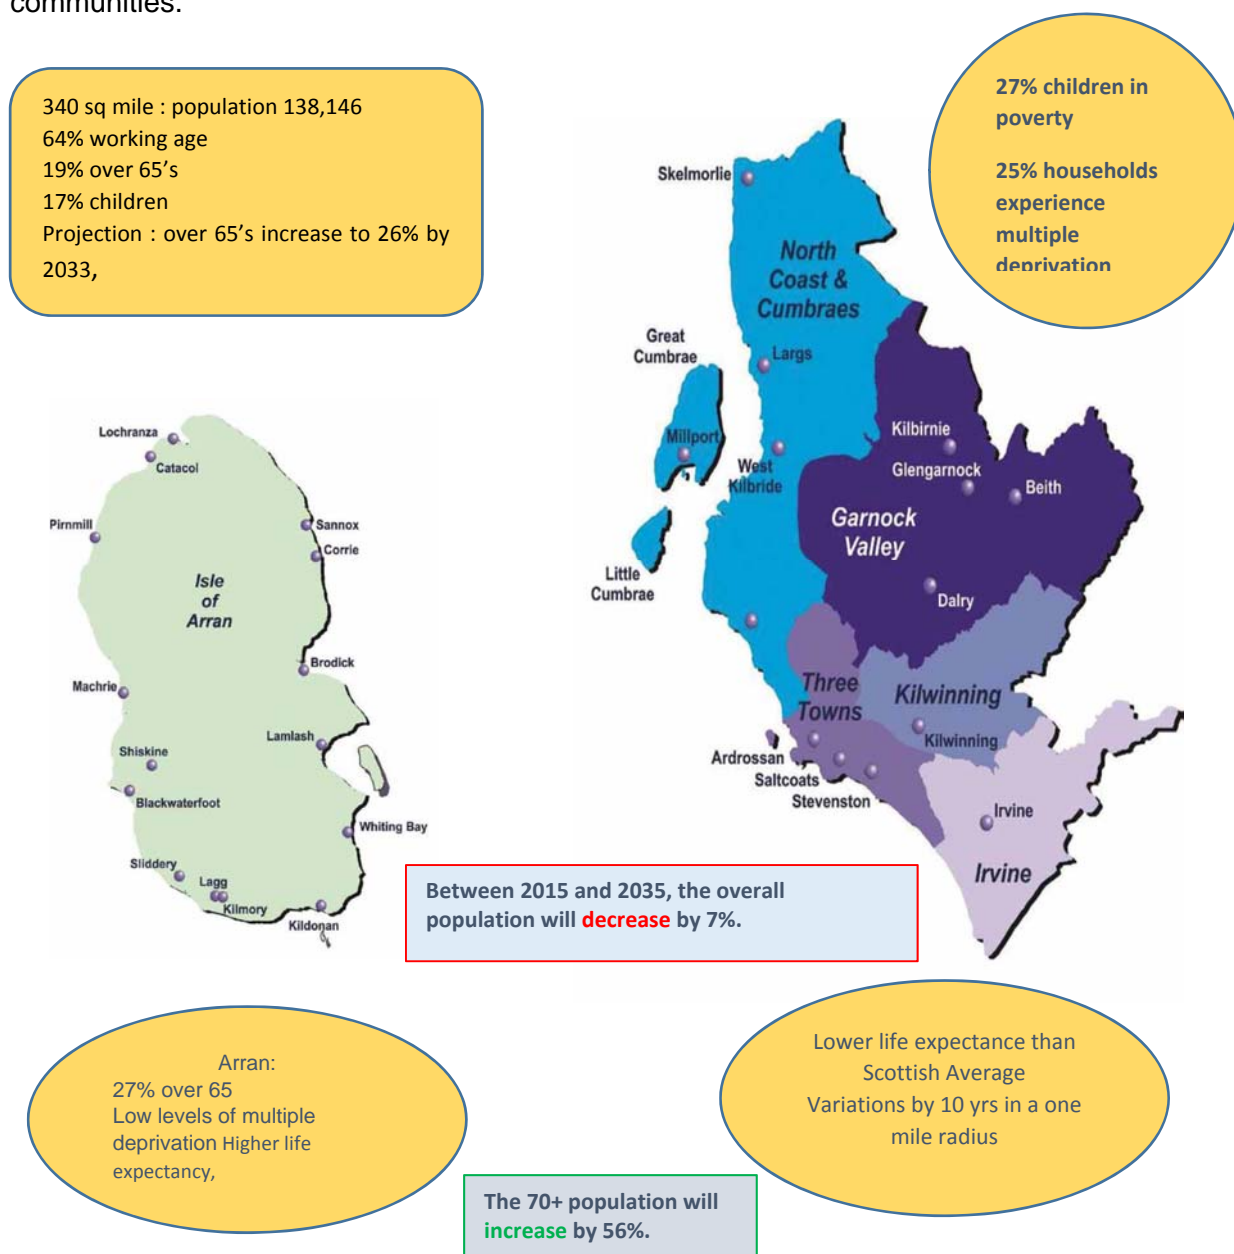 communities.
340 sq mile : population 138,146
64% working age
19% over 65’s
17% children
Projection : over 65’s increase to 26% by
2033,
27% children in
poverty
25% households
experience
multiple
deprivation
Skelmorlie
North
Coast &
Cumbraes
Great
Cumbrae
Largs
Millport
West
Kilbride
Little
Cumbrae
Kilbirnie
Glengarnock
Beith
Garnock
Valley
Dalry
Three
Towns
Kilwinning
Kilwinning
Ardrossan
Saltcoats
Stevenston
Irvine
Irvine
Lochranza
Catacol
Pirnmill
Sannox
Corrie
Isle
of
Arran
Brodick
Machrie
Lamlash
Shiskine
Blackwaterfoot
Whiting Bay
Sliddery
Lagg
Kilmory
Kildonan
Between 2015 and 2035, the overall
population will decrease by 7%.
Arran:
27% over 65
Low levels of multiple
deprivation Higher life
expectancy,
Lower life expectance than
Scottish Average
Variations by 10 yrs in a one
mile radius
The 70+ population will
increase by 56%.